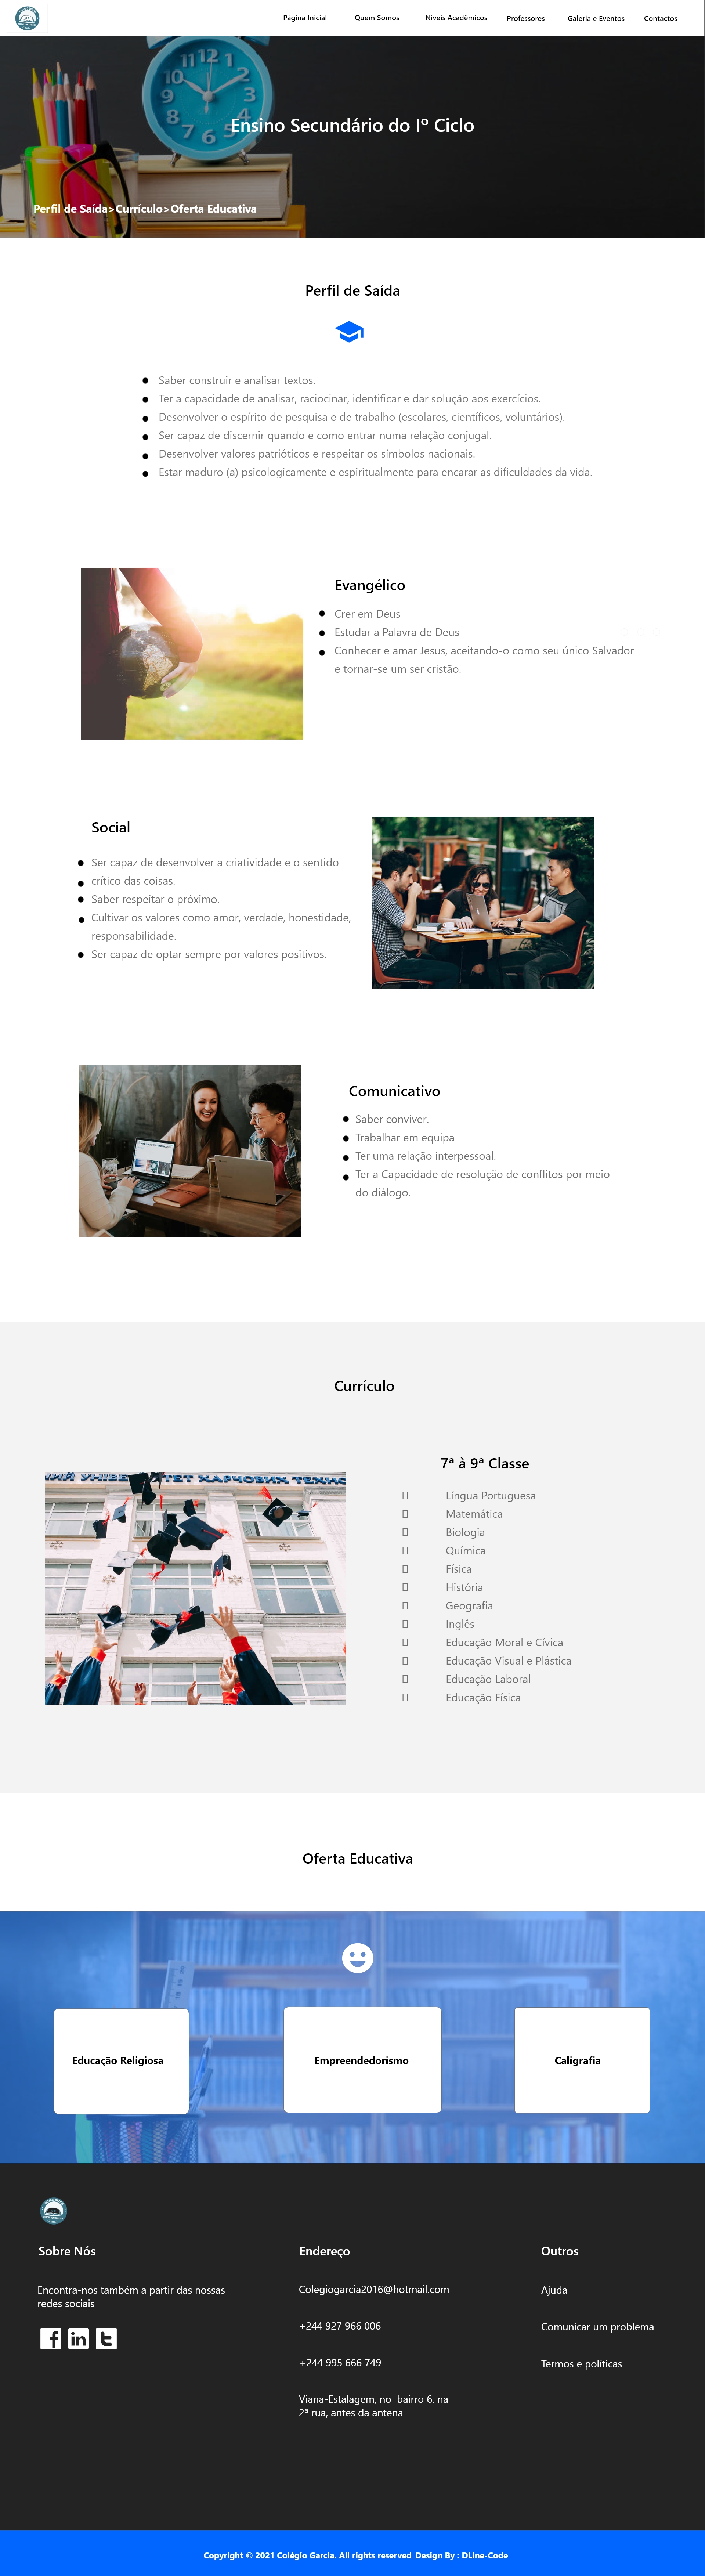 Página Inicial
Quem Somos
Níveis Académicos
Professores
Galeria e Eventos
Contactos
Ensino Secundário do Iº Ciclo
Perfil de Saída>Currículo>Oferta Educativa
Perfil de Saída
Saber construir e analisar textos.
Ter a capacidade de analisar, raciocinar, identificar e dar solução aos exercícios.
Desenvolver o espírito de pesquisa e de trabalho (escolares, científicos, voluntários).
Ser capaz de discernir quando e como entrar numa relação conjugal.
Desenvolver valores patrióticos e respeitar os símbolos nacionais.
Estar maduro (a) psicologicamente e espiritualmente para encarar as dificuldades da vida.
Evangélico
Crer em Deus
Estudar a Palavra de Deus
Conhecer e amar Jesus, aceitando-o como seu único Salvador
e tornar-se um ser cristão.
Social
Ser capaz de desenvolver a criatividade e o sentido
crítico das coisas.
Saber respeitar o próximo.
Cultivar os valores como amor, verdade, honestidade,
responsabilidade.
Ser capaz de optar sempre por valores positivos.
Comunicativo
Saber conviver.
Trabalhar em equipa
Ter uma relação interpessoal.
Ter a Capacidade de resolução de conflitos por meio
do diálogo.
Currículo
7ª à 9ª Classe
Língua Portuguesa
Matemática
Biologia
Química
Física
História
Geografia
Inglês
Educação Moral e Cívica
Educação Visual e Plástica
Educação Laboral
Educação Física
Oferta Educativa
Educação Religiosa
Empreendedorismo
Caligrafia
Sobre Nós
Encontra-nos também a partir das nossas
redes sociais
Endereço
Colegiogarcia2016@hotmail.com
+244 927 966 006
+244 995 666 749
Viana-Estalagem, no bairro 6, na
2ª rua, antes da antena
Outros
Ajuda
Comunicar um problema
Termos e políticas
Copyright © 2021 Colégio Garcia. All rights reserved_Design By : DLine-Code